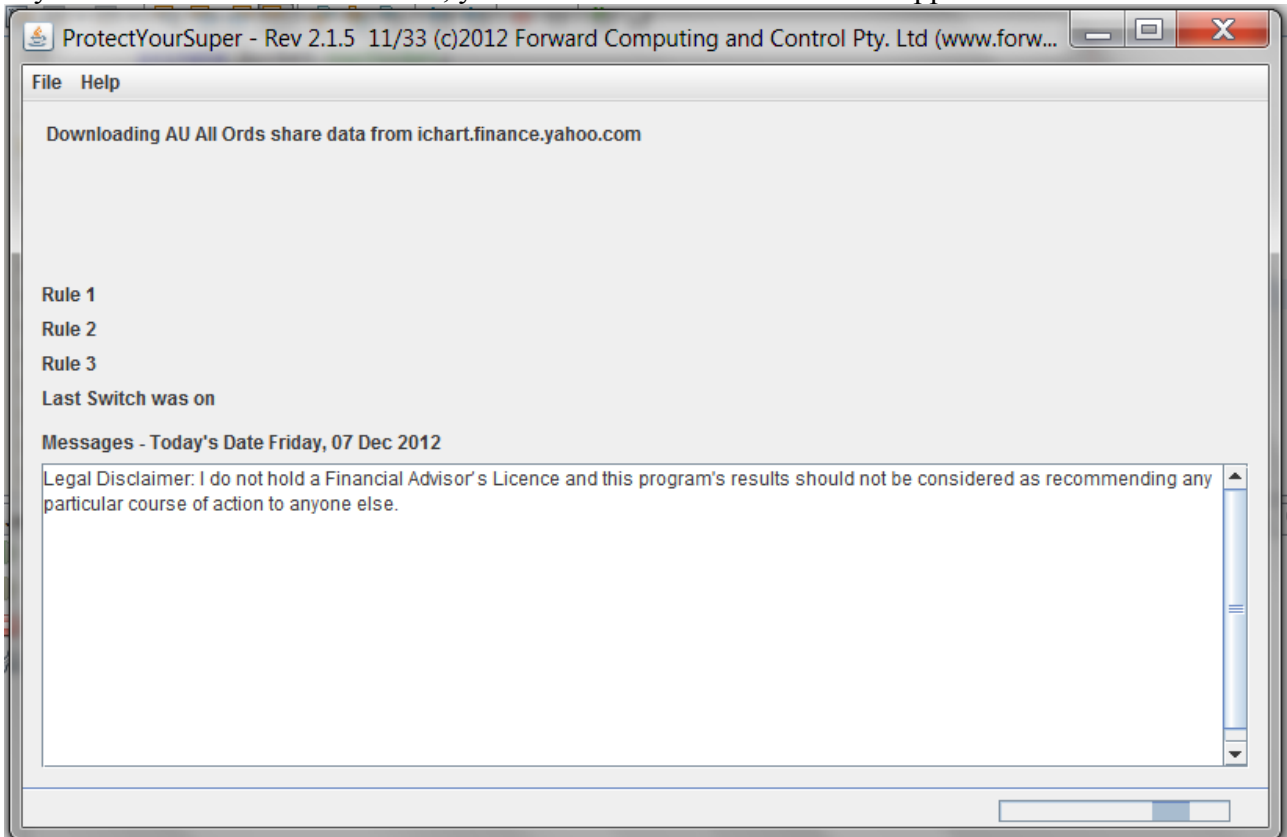 ProtectYourSuper - Rev 2.1.5 11/33 (c)2012 Forward Computing and Control Pty. Ltd (www.forw...
File Help
Downloading AU All Ords share data from ichart.finance.yahoo.com
Rule 1
Rule 2
Rule 3
Last Switch was on
Messages - Today's Date Friday, 07 Dec 2012
Legal Disclaimer: I do not hold a Financial Advisor's Licence and this program's results should not be considered as recommending any
particular course of action to anyone else.